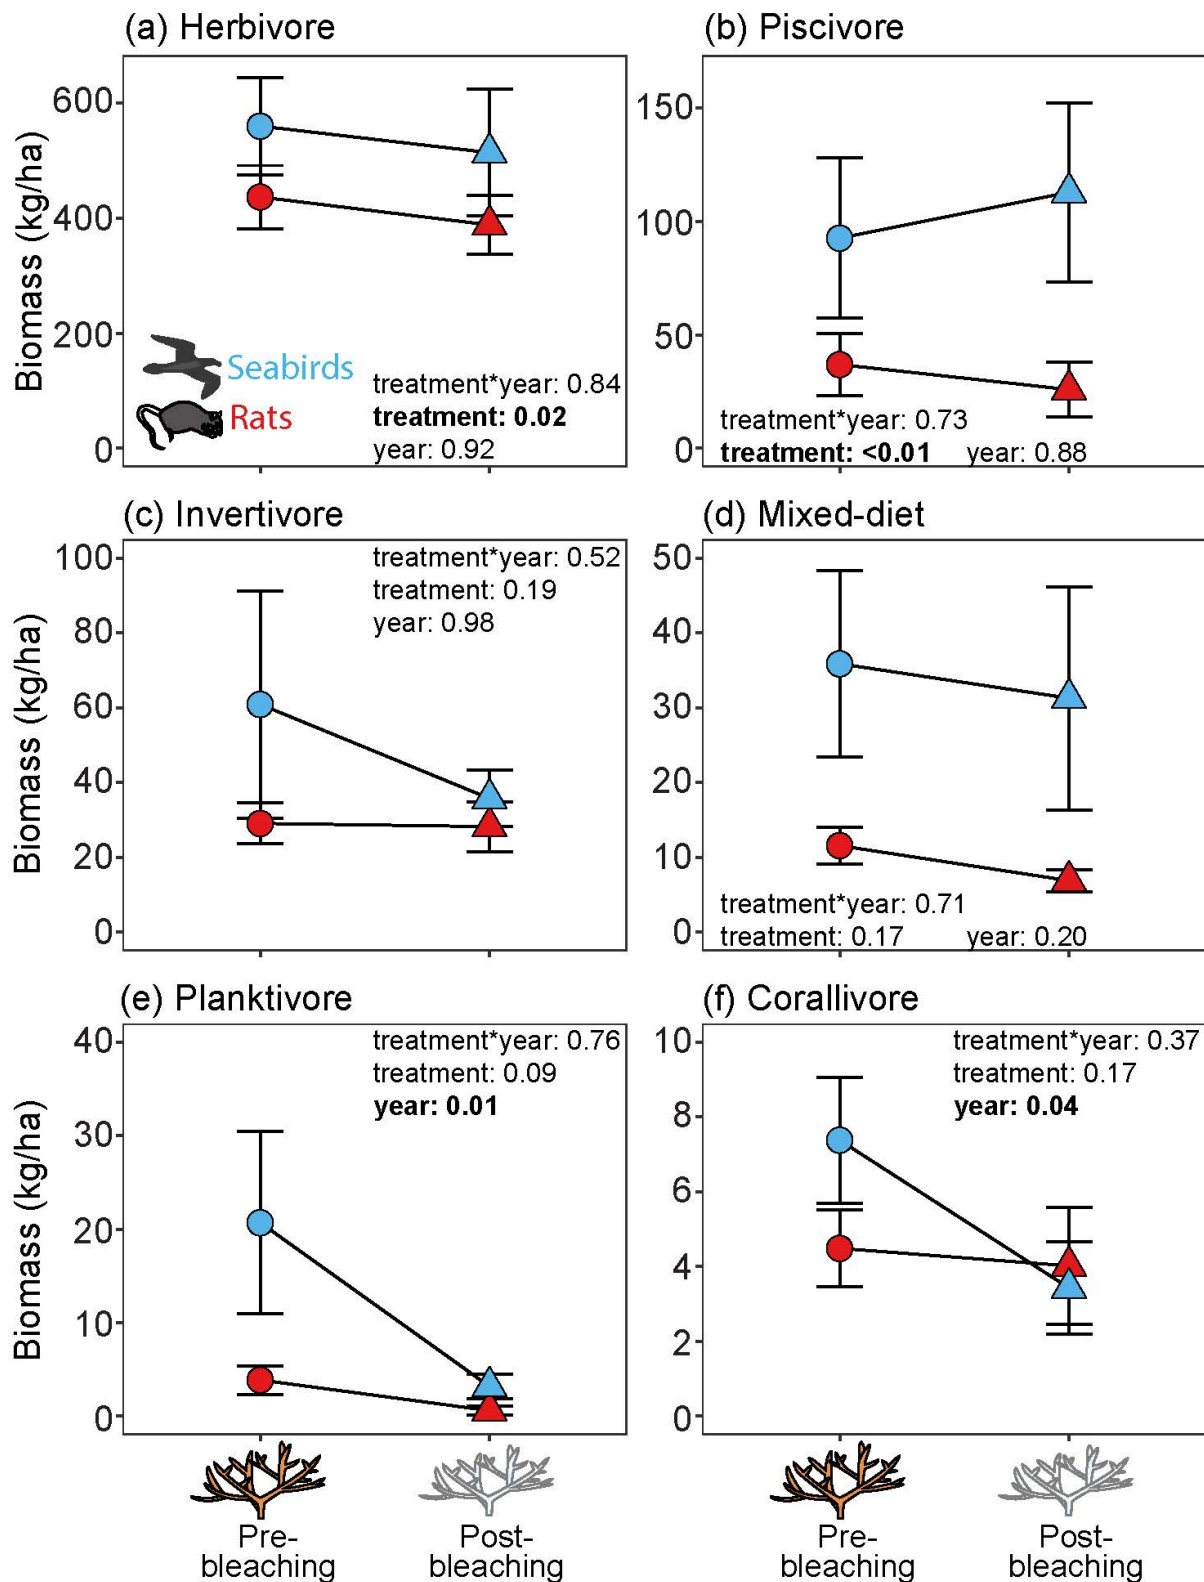 (a) Herbivore
Biomass (kg/ha)
600
400
200
0
Seabirds
Rats
treatment*year: 0.84
treatment: 0.02
year: 0.92
(b) Piscivore
150
100
50
0
treatment*year: 0.73
treatment: <0.01 year: 0.88
(c) Invertivore
Biomass (kg/ha)
100
80
60
40
20
0
treatment*year: 0.52
treatment: 0.19
year: 0.98
(d) Mixed-diet
50
40
30
20
10
0
treatment*year: 0.71
treatment: 0.17 year: 0.20
(e) Planktivore
Biomass (kg/ha)
40
30
20
10
0
treatment*year: 0.76
treatment: 0.09
year: 0.01
Pre-
bleaching
Post-
bleaching
(f) Corallivore
10
8
6
4
2
0
treatment*year: 0.37
treatment: 0.17
year: 0.04
Pre-
bleaching
Post-
bleaching